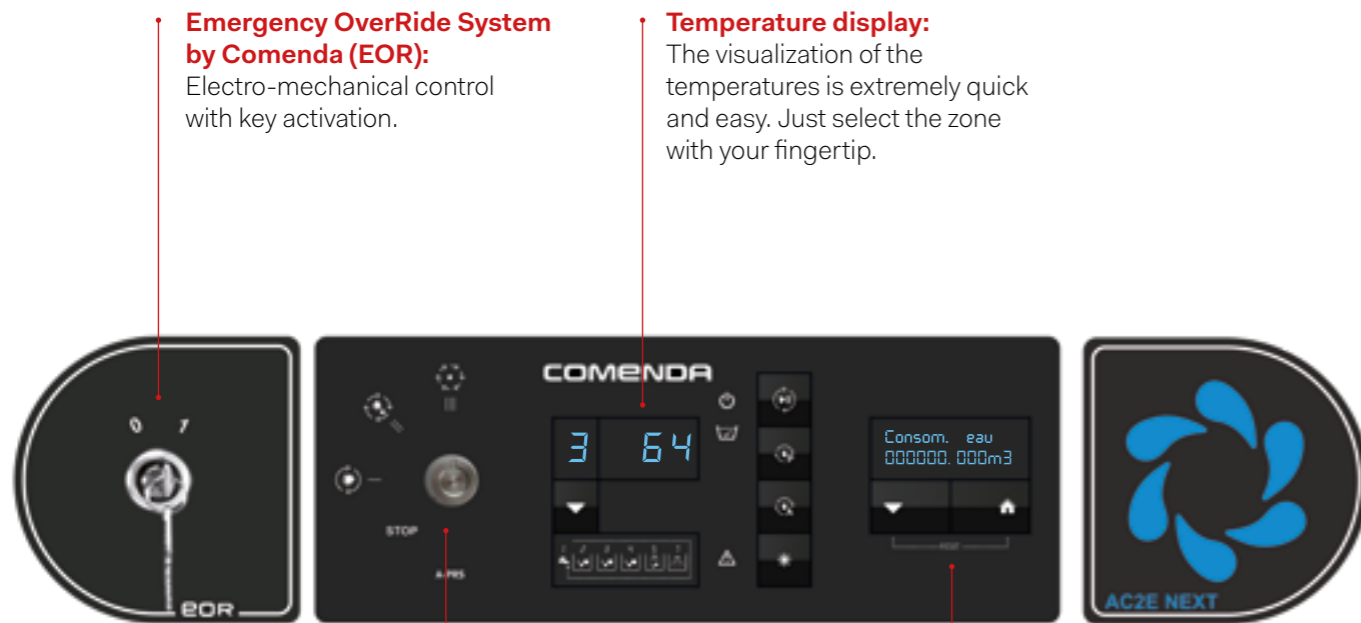 Emergency OverRide System
by Comenda (EOR):
Electro-mechanical control
with key activation.
Temperature display:
The visualization of the
temperatures is extremely quick
and easy. Just select the zone
with your fingertip.
0 1
COMENDA
3 64
Consom. eau
000000.000m3
STOP
A-PRS
EOR
AC2E NEXT